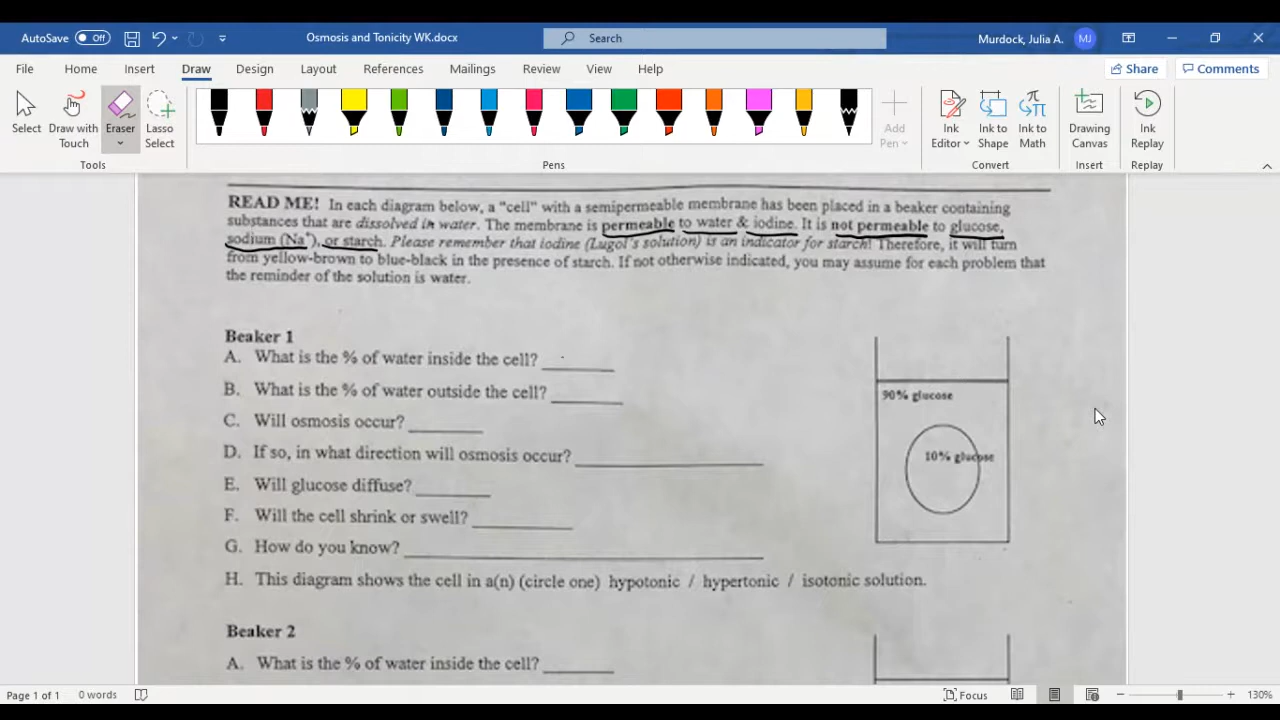 AutoSave Off Osmosis and Tonicity WK.docx Search Murdock, Julia A. MJ
File Home Insert Draw Design Layout References Mailings Review View Help Share Comments
Select Draw with Touch Eraser Lasso Select Add Pen Ink Editor Ink to Shape Ink to Math Drawing Canvas Ink Replay
Tools Pens Convert Insert Replay
READ ME! In each diagram below, a "cell" with a semipermeable membrane has been placed in a beaker containing
substances that are dissolved in water. The membrane is permeable to water & iodine. It is not permeable to glucose,
sodium (Na+), or starch. Please remember that iodine (Lugol's solution) is an indicator for starch! Therefore, it will turn
from yellow-brown to blue-black in the presence of starch. If not otherwise indicated, you may assume for each problem that
the reminder of the solution is water.
Beaker 1
A. What is the % of water inside the cell?
B. What is the % of water outside the cell?
C. Will osmosis occur?
D. If so, in what direction will osmosis occur?
E. Will glucose diffuse?
F. Will the cell shrink or swell?
G. How do you know?
H. This diagram shows the cell in a(n) (circle one) hypotonic / hypertonic / isotonic solution.
90% glucose
10% glucose
Beaker 2
A. What is the % of water inside the cell?
Page 1 of 1 0 words Focus 130%